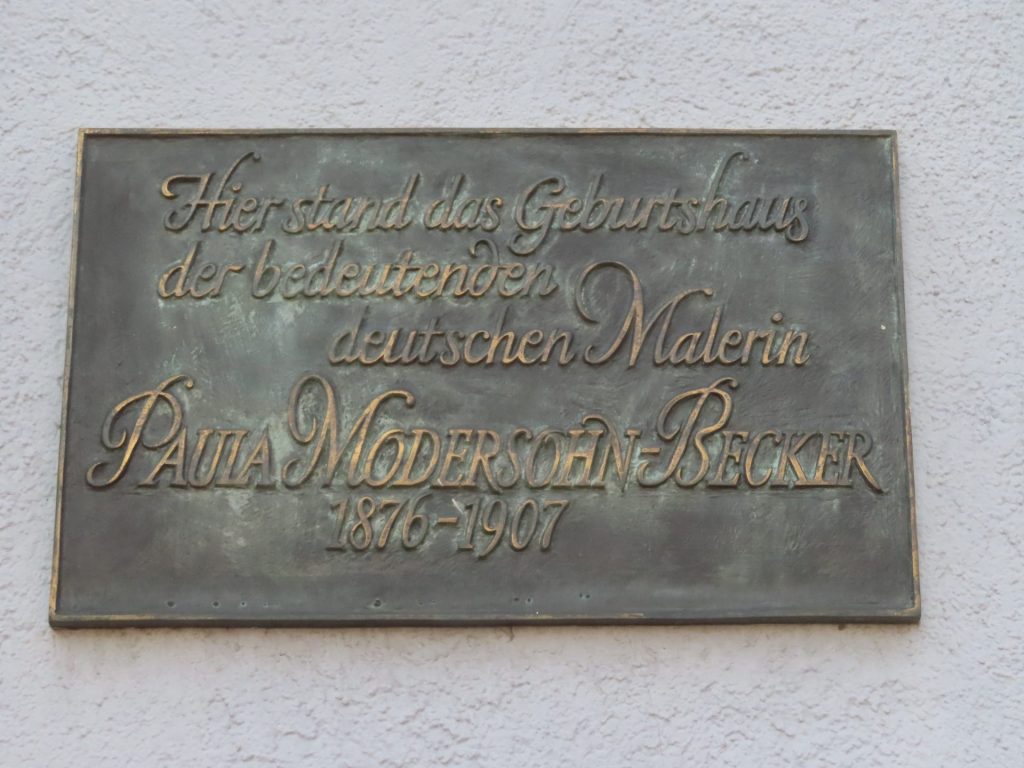 Hier stand das Geburtshaus
der bedeutenden
deutschen Malerin
PAULA MODERSOHN-BECKER
1876-1907